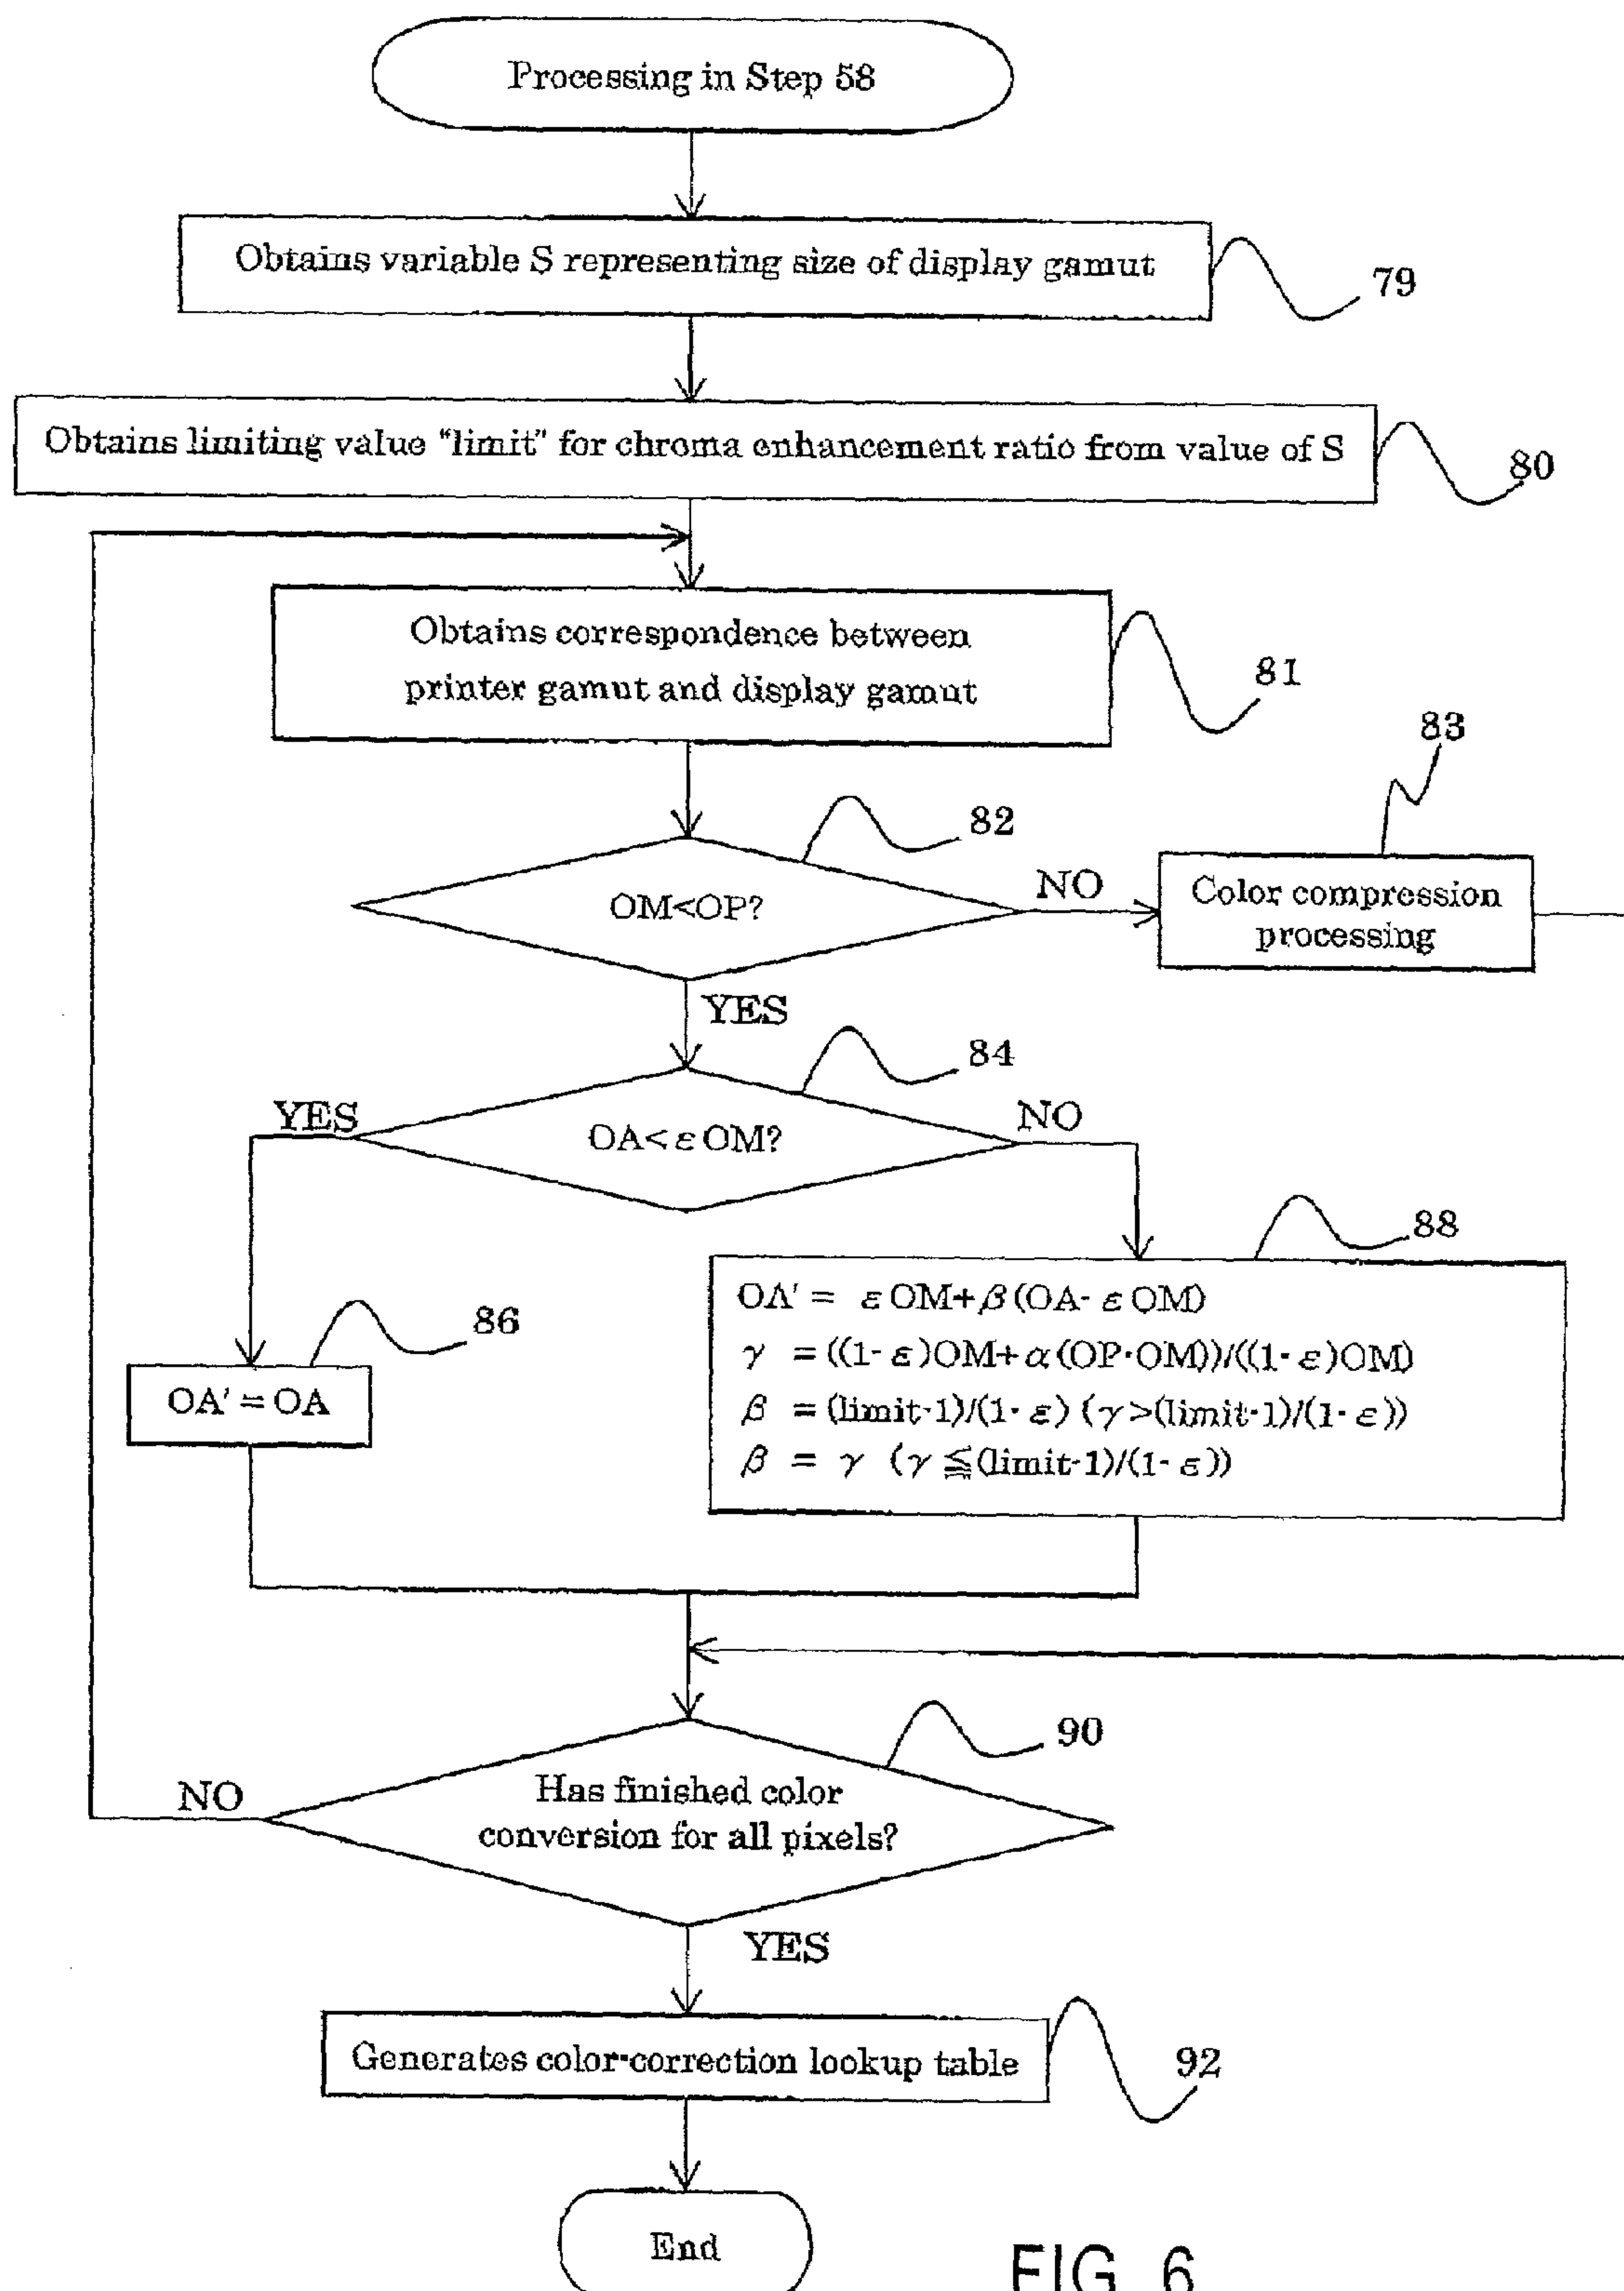 Processing in Step 58
Obtains variable S representing size of display gamut
79
Obtains limiting value "limit" for chroma enhancement ratio from value of S
80
Obtains correspondence between
printer gamut and display gamut
81
83
82
OM<OP?
NO
Color compression
processing
YES
84
YES
OA<εOM?
NO
88
OA' = εOM+β(OA-εOM)
γ = ((1-ε)OM+α(OP-OM))/((1-ε)OM)
β = (limit-1)/(1-ε) (γ>(limit-1)/(1-ε))
β = γ (γ≦(limit-1)/(1-ε))
86
OA' = OA
90
Has finished color
conversion for all pixels?
NO
YES
Generates color-correction lookup table
92
End
FIG. 6